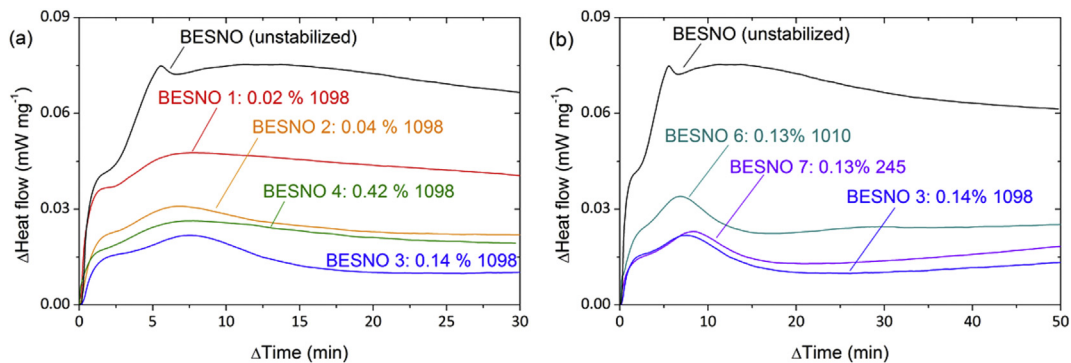 (a)
BESNO (unstabilized)
BESNO 1: 0.02 % 1098
BESNO 2: 0.04 % 1098
BESNO 4: 0.42 % 1098
BESNO 3: 0.14 % 1098
0.09
0.06
0.03
0.00
ΔHeat flow (mW mg⁻¹)
0 5 10 15 20 25 30
ΔTime (min)
(b)
BESNO (unstabilized)
BESNO 6: 0.13% 1010
BESNO 7: 0.13% 245
BESNO 3: 0.14% 1098
0.09
0.06
0.03
0.00
ΔHeat flow (mW mg⁻¹)
0 10 20 30 40 50
ΔTime (min)